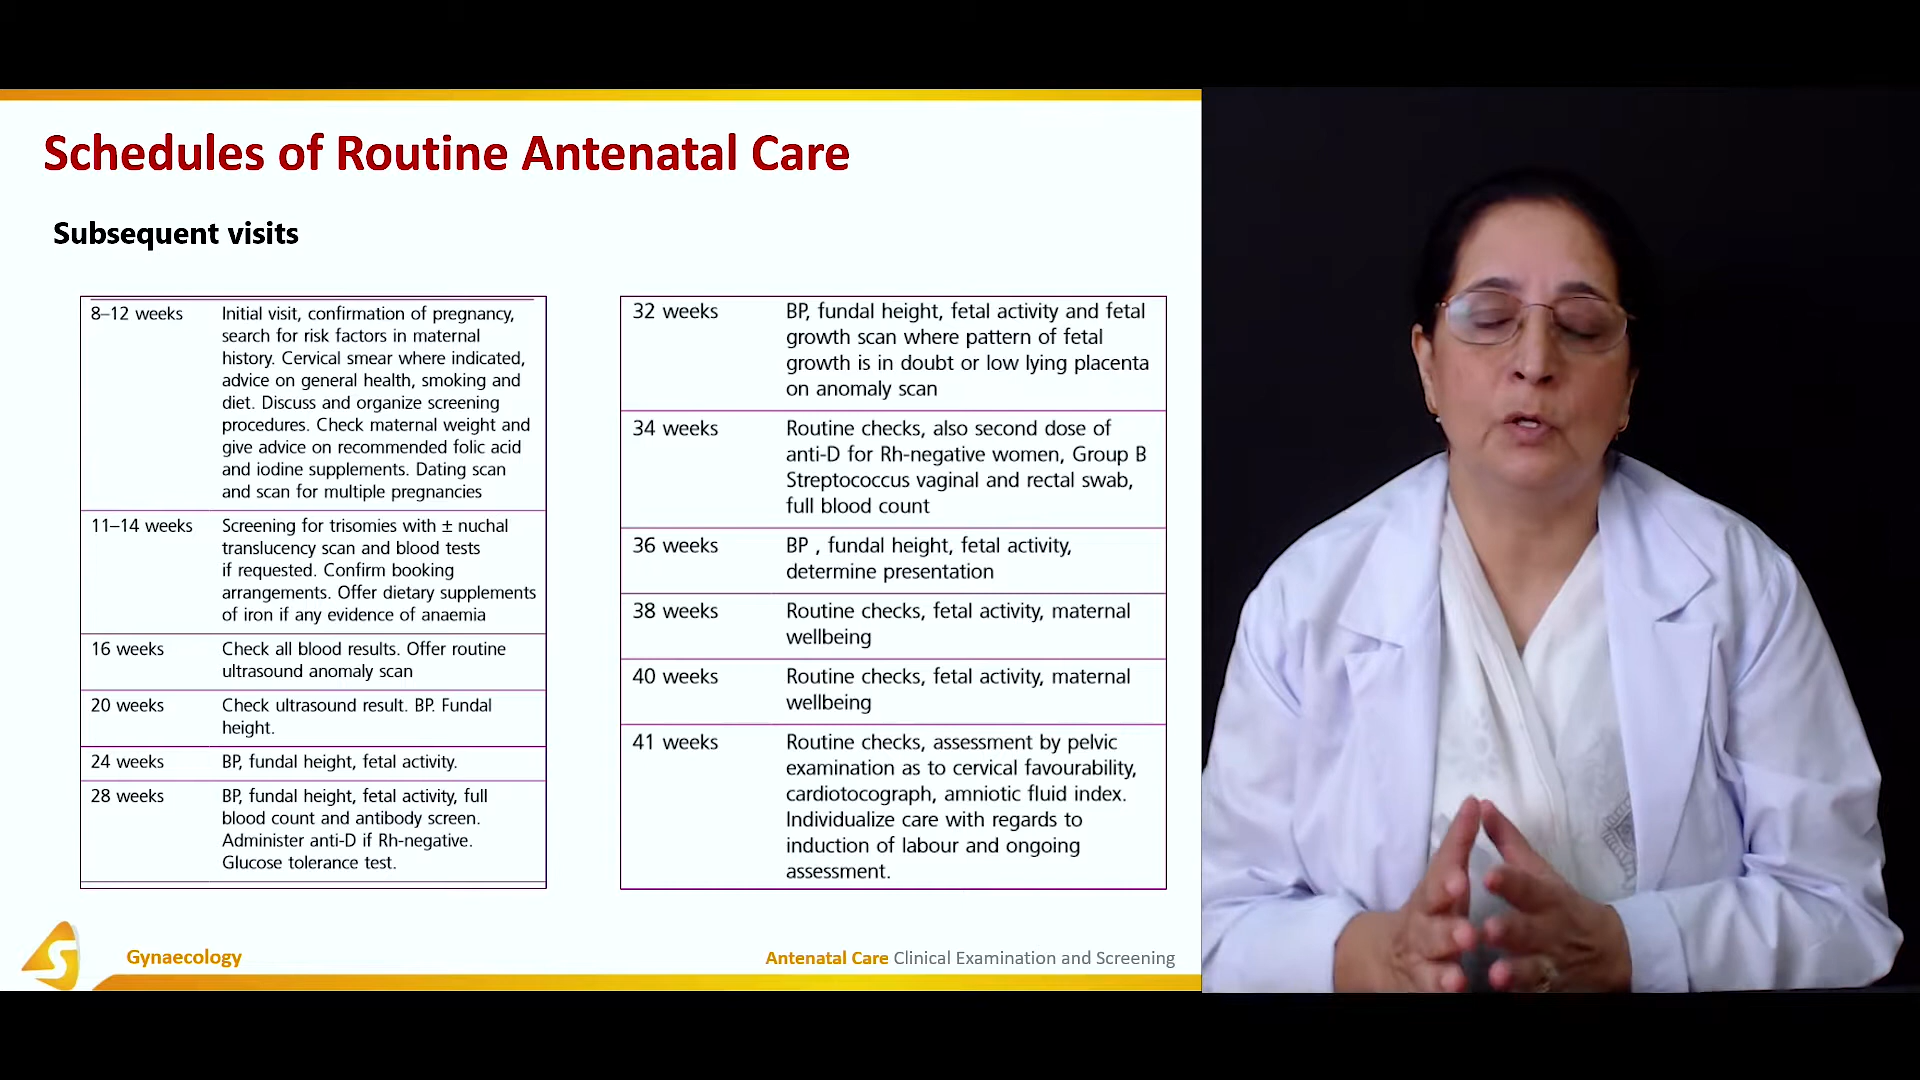 Schedules of Routine Antenatal Care
Subsequent visits
8–12 weeks
Initial visit, confirmation of pregnancy,
search for risk factors in maternal
history. Cervical smear where indicated,
advice on general health, smoking and
diet. Discuss and organize screening
procedures. Check maternal weight and
give advice on recommended folic acid
and iodine supplements. Dating scan
and scan for multiple pregnancies
11–14 weeks
Screening for trisomies with ± nuchal
translucency scan and blood tests
if requested. Confirm booking
arrangements. Offer dietary supplements
of iron if any evidence of anaemia
16 weeks
Check all blood results. Offer routine
ultrasound anomaly scan
20 weeks
Check ultrasound result. BP. Fundal
height.
24 weeks
BP, fundal height, fetal activity.
28 weeks
BP, fundal height, fetal activity, full
blood count and antibody screen.
Administer anti-D if Rh-negative.
Glucose tolerance test.
32 weeks
BP, fundal height, fetal activity and fetal
growth scan where pattern of fetal
growth is in doubt or low lying placenta
on anomaly scan
34 weeks
Routine checks, also second dose of
anti-D for Rh-negative women, Group B
Streptococcus vaginal and rectal swab,
full blood count
36 weeks
BP , fundal height, fetal activity,
determine presentation
38 weeks
Routine checks, fetal activity, maternal
wellbeing
40 weeks
Routine checks, fetal activity, maternal
wellbeing
41 weeks
Routine checks, assessment by pelvic
examination as to cervical favourability,
cardiotocograph, amniotic fluid index.
Individualize care with regards to
induction of labour and ongoing
assessment.
S
Gynaecology
Antenatal Care Clinical Examination and Screening